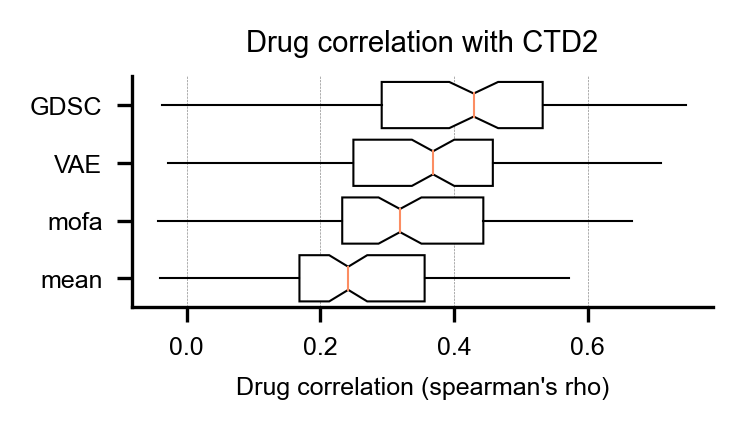 Drug correlation with CTD2
GDSC
VAE
mofa
mean
0.0 0.2 0.4 0.6
Drug correlation (spearman's rho)